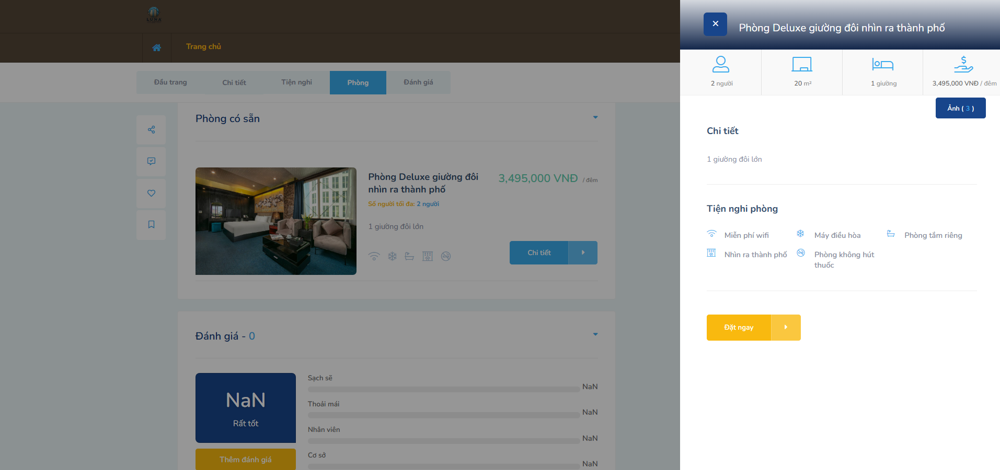 LUNA
Trang chủ
Đầu trang
Chi tiết
Tiện nghi
Phòng
Đánh giá
Phòng có sẵn
Phòng Deluxe giường đôi
nhìn ra thành phố
3,495,000 VNĐ / đêm
Số người tối đa: 2 người
1 giường đôi lớn
Chi tiết
Đánh giá - 0
NaN
Rất tốt
Thêm đánh giá
Sạch sẽ
NaN
Thoải mái
NaN
Nhân viên
NaN
Cơ sở
NaN
Phòng Deluxe giường đôi nhìn ra thành phố
2 người
20 m²
1 giường
3,495,000 VNĐ / đêm
Ảnh ( 3 )
Chi tiết
1 giường đôi lớn
Tiện nghi phòng
Miễn phí wifi
Máy điều hòa
Phòng tắm riêng
Nhìn ra thành phố
Phòng không hút
thuốc
Đặt ngay